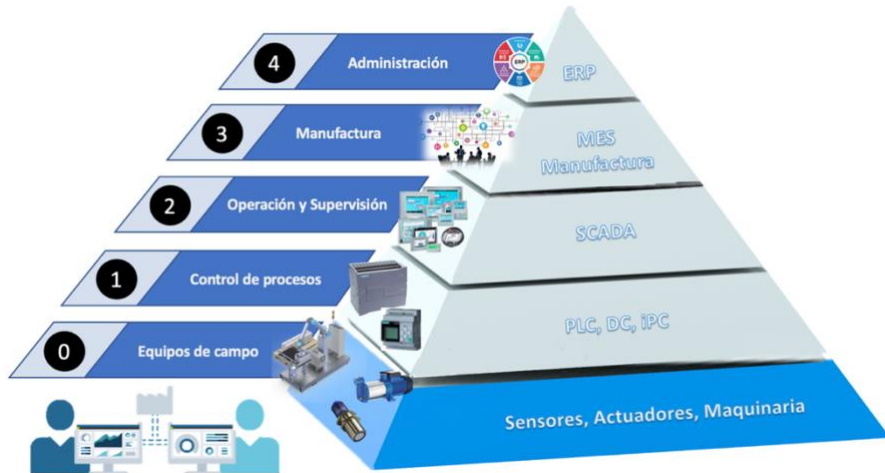 4
Administración
ERP
ERP
3
Manufactura
MES
Manufactura
2
Operación y Supervisión
SCADA
1
Control de procesos
PLC, DC, iPC
0
Equipos de campo
Sensores, Actuadores, Maquinaria